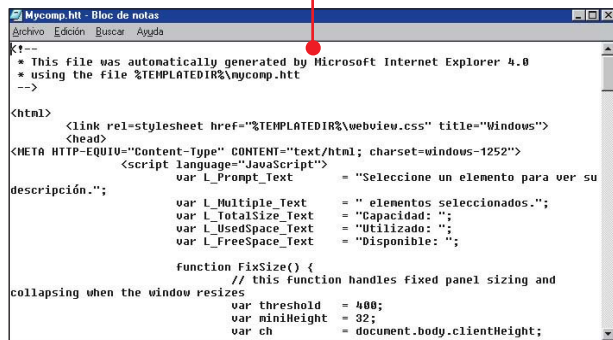 Mycomp.htt - Bloc de notas
Archivo Edición Buscar Ayuda
<!--
* This file was automatically generated by Microsoft Internet Explorer 4.0
* using the file %TEMPLATEDIR%\mycomp.htt
-->
<html>
<link rel=stylesheet href="%TEMPLATEDIR%\webview.css" title="Windows">
<head>
<META HTTP-EQUIV="Content-Type" CONTENT="text/html; charset=windows-1252">
<script language="JavaScript">
var L_Prompt_Text = "Seleccione un elemento para ver su
descripción.";
var L_Multiple_Text = " elementos seleccionados.";
var L_TotalSize_Text = "Capacidad: ";
var L_UsedSpace_Text = "Utilizado: ";
var L_FreeSpace_Text = "Disponible: ";
function FixSize() {
// this function handles fixed panel sizing and
collapsing when the window resizes
var threshold = 400;
var miniHeight = 32;
var ch = document.body.clientHeight;